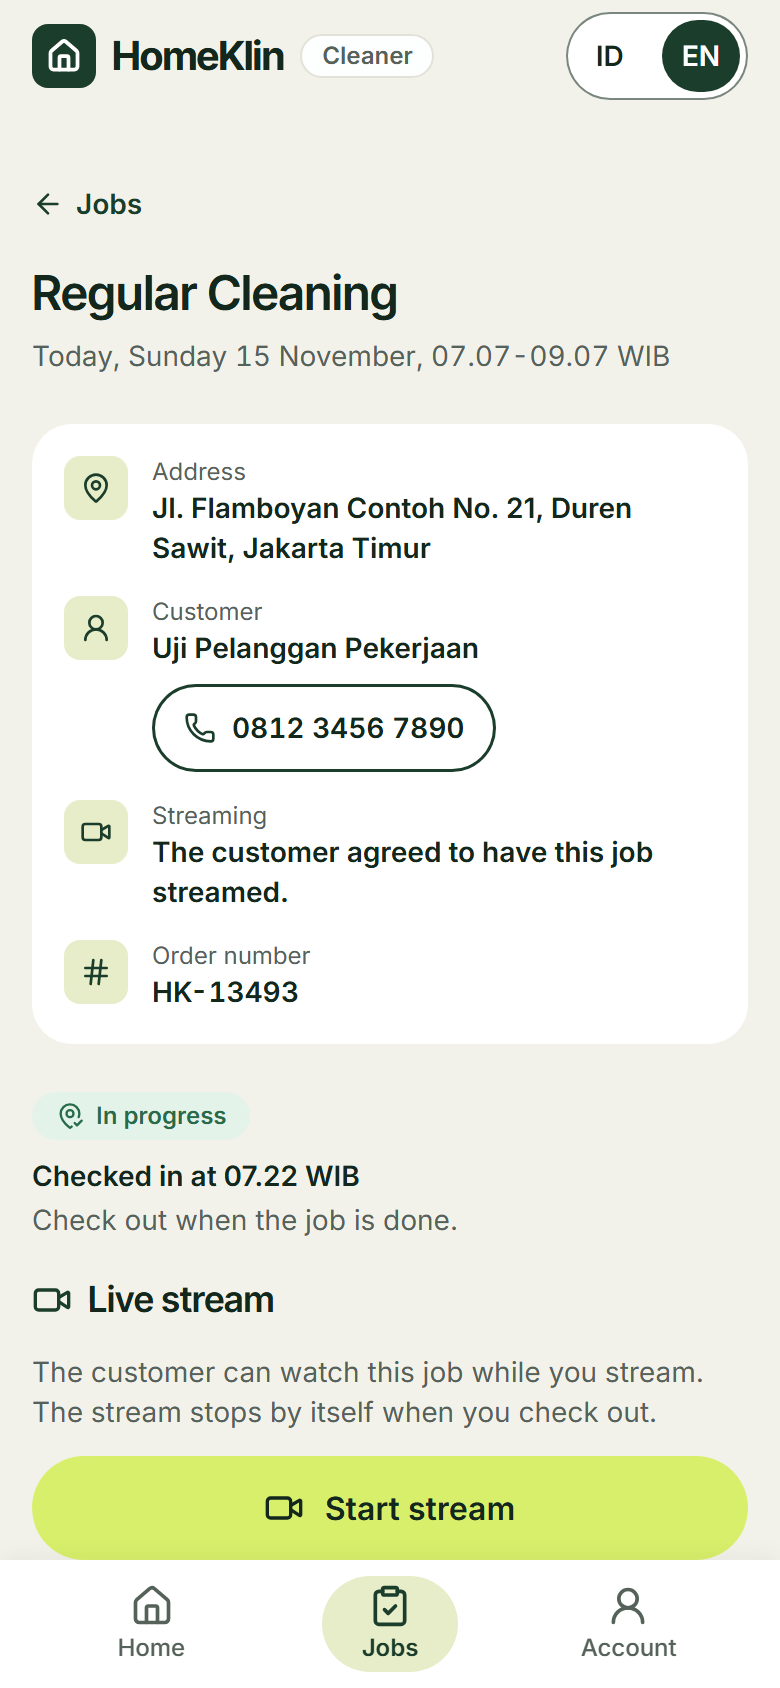 HomeKlin
Cleaner
ID
EN
Jobs
Regular Cleaning
Today, Sunday 15 November, 07.07-09.07 WIB
Address
Jl. Flamboyan Contoh No. 21, Duren
Sawit, Jakarta Timur
Customer
Uji Pelanggan Pekerjaan
0812 3456 7890
Streaming
The customer agreed to have this job
streamed.
Order number
HK-13493
In progress
Checked in at 07.22 WIB
Check out when the job is done.
Live stream
The customer can watch this job while you stream.
The stream stops by itself when you check out.
Start stream
Home
Jobs
Account